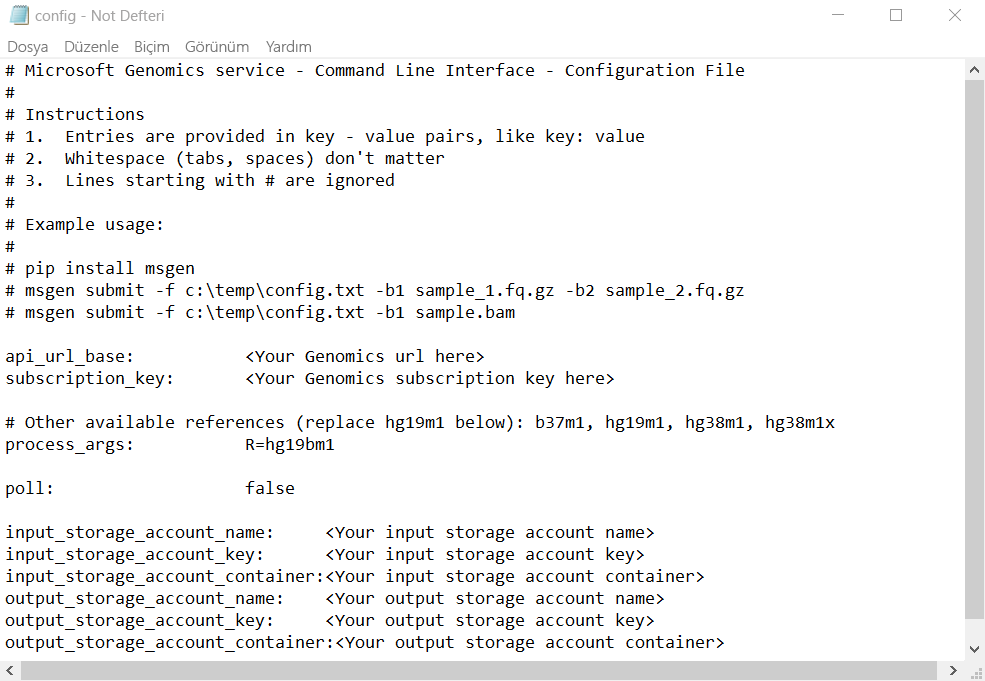 config - Not Defteri
Dosya Düzenle Biçim Görünüm Yardım
# Microsoft Genomics service - Command Line Interface - Configuration File
#
# Instructions
# 1.  Entries are provided in key - value pairs, like key: value
# 2.  Whitespace (tabs, spaces) don't matter
# 3.  Lines starting with # are ignored
#
# Example usage:
#
# pip install msgen
# msgen submit -f c:\temp\config.txt -b1 sample_1.fq.gz -b2 sample_2.fq.gz
# msgen submit -f c:\temp\config.txt -b1 sample.bam
api_url_base:           <Your Genomics url here>
subscription_key:       <Your Genomics subscription key here>
# Other available references (replace hg19m1 below): b37m1, hg19m1, hg38m1, hg38m1x
process_args:           R=hg19bm1
poll:                   false
input_storage_account_name:     <Your input storage account name>
input_storage_account_key:      <Your input storage account key>
input_storage_account_container:<Your input storage account container>
output_storage_account_name:    <Your output storage account name>
output_storage_account_key:     <Your output storage account key>
output_storage_account_container:<Your output storage account container>